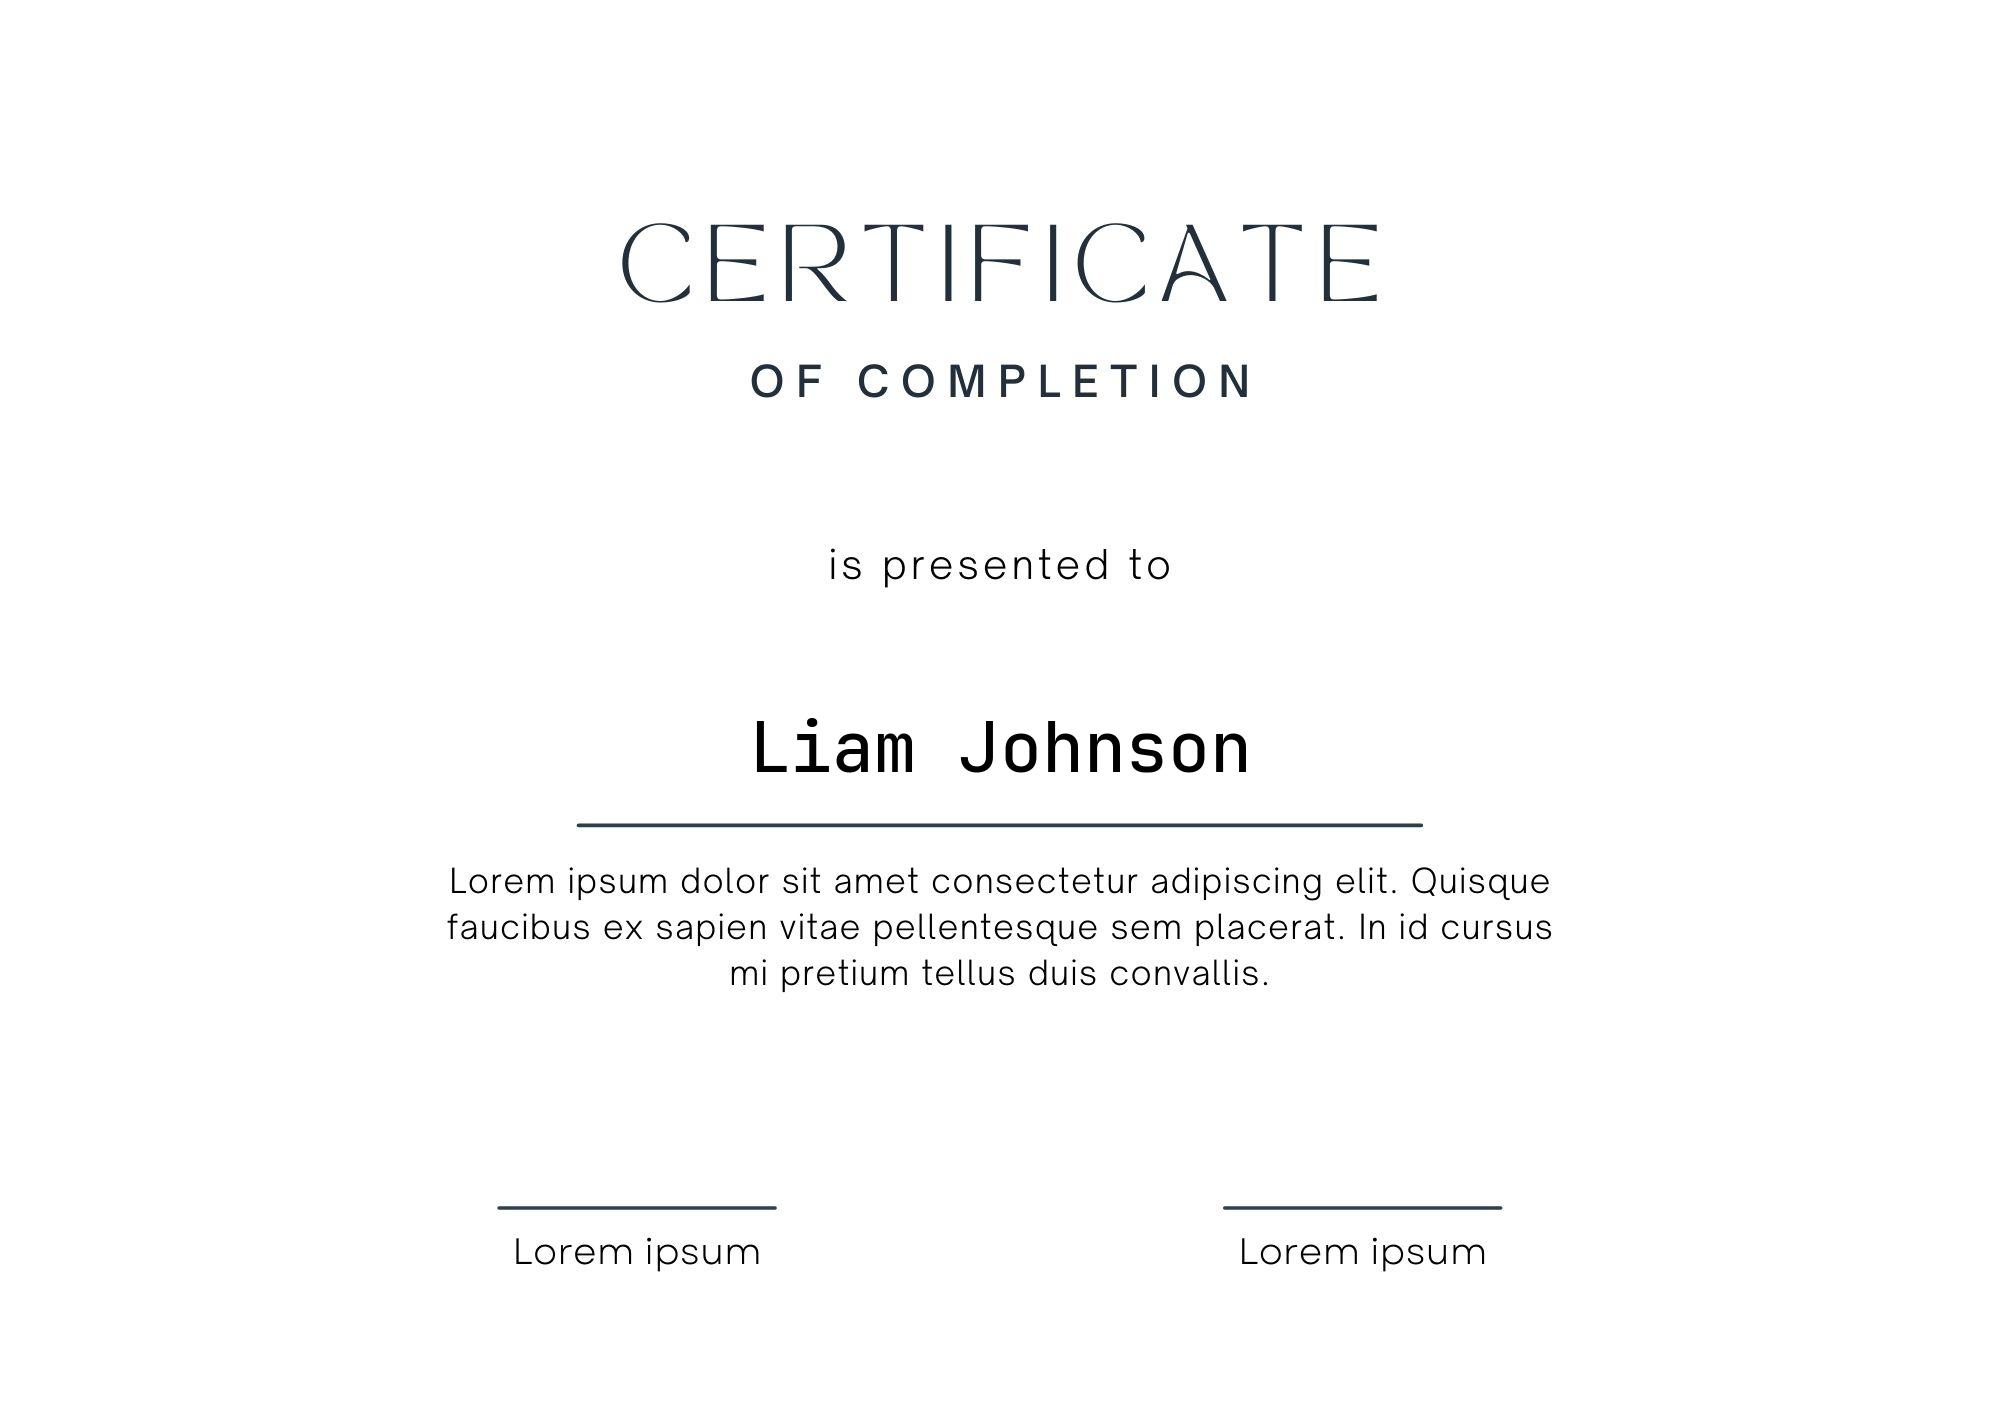 CERTIFICATE
OF COMPLETION
is presented to
Liam Johnson
Lorem ipsum dolor sit amet consectetur adipiscing elit. Quisque
faucibus ex sapien vitae pellentesque sem placerat. In id cursus
mi pretium tellus duis convallis.
Lorem ipsum
Lorem ipsum